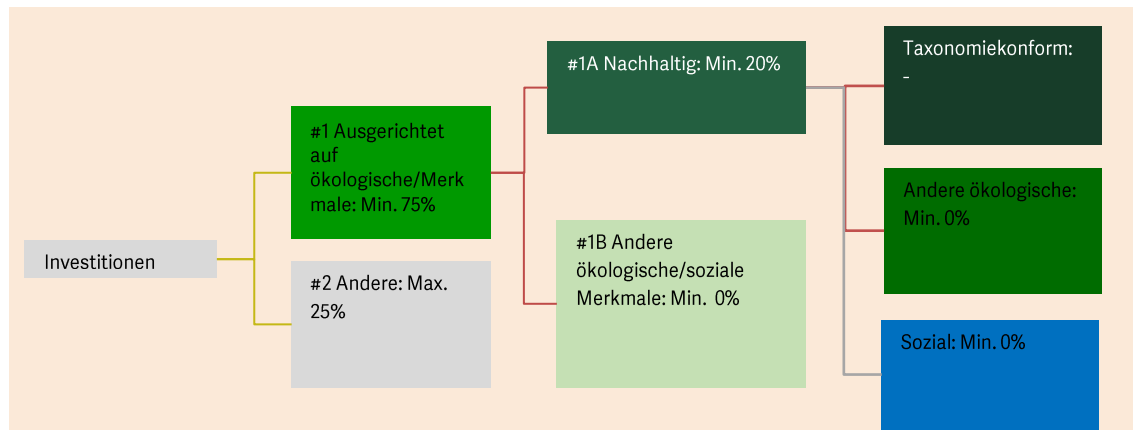 Investitionen
#1 Ausgerichtet
auf
ökologische/Merk
male: Min. 75%
#2 Andere: Max.
25%
#1A Nachhaltig: Min. 20%
#1B Andere
ökologische/soziale
Merkmale: Min.  0%
Taxonomiekonform:
-
Andere ökologische:
Min. 0%
Sozial: Min. 0%